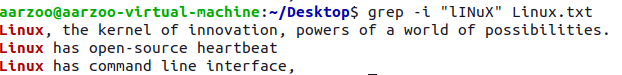 aarzoo@aarzoo-virtual-machine:~/Desktop$ grep -i "lINuX" Linux.txt
Linux, the kernel of innovation, powers of a world of possibilities.
Linux has open-source heartbeat
Linux has command line interface,